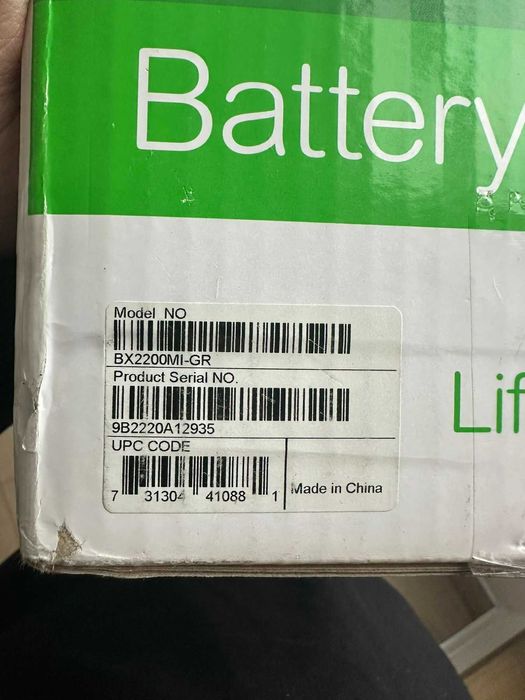 Battery
Model NO
BX2200MI-GR
Product Serial NO.
9B2220A12935
UPC CODE
7 31304 41088 1
Made in China
Lif